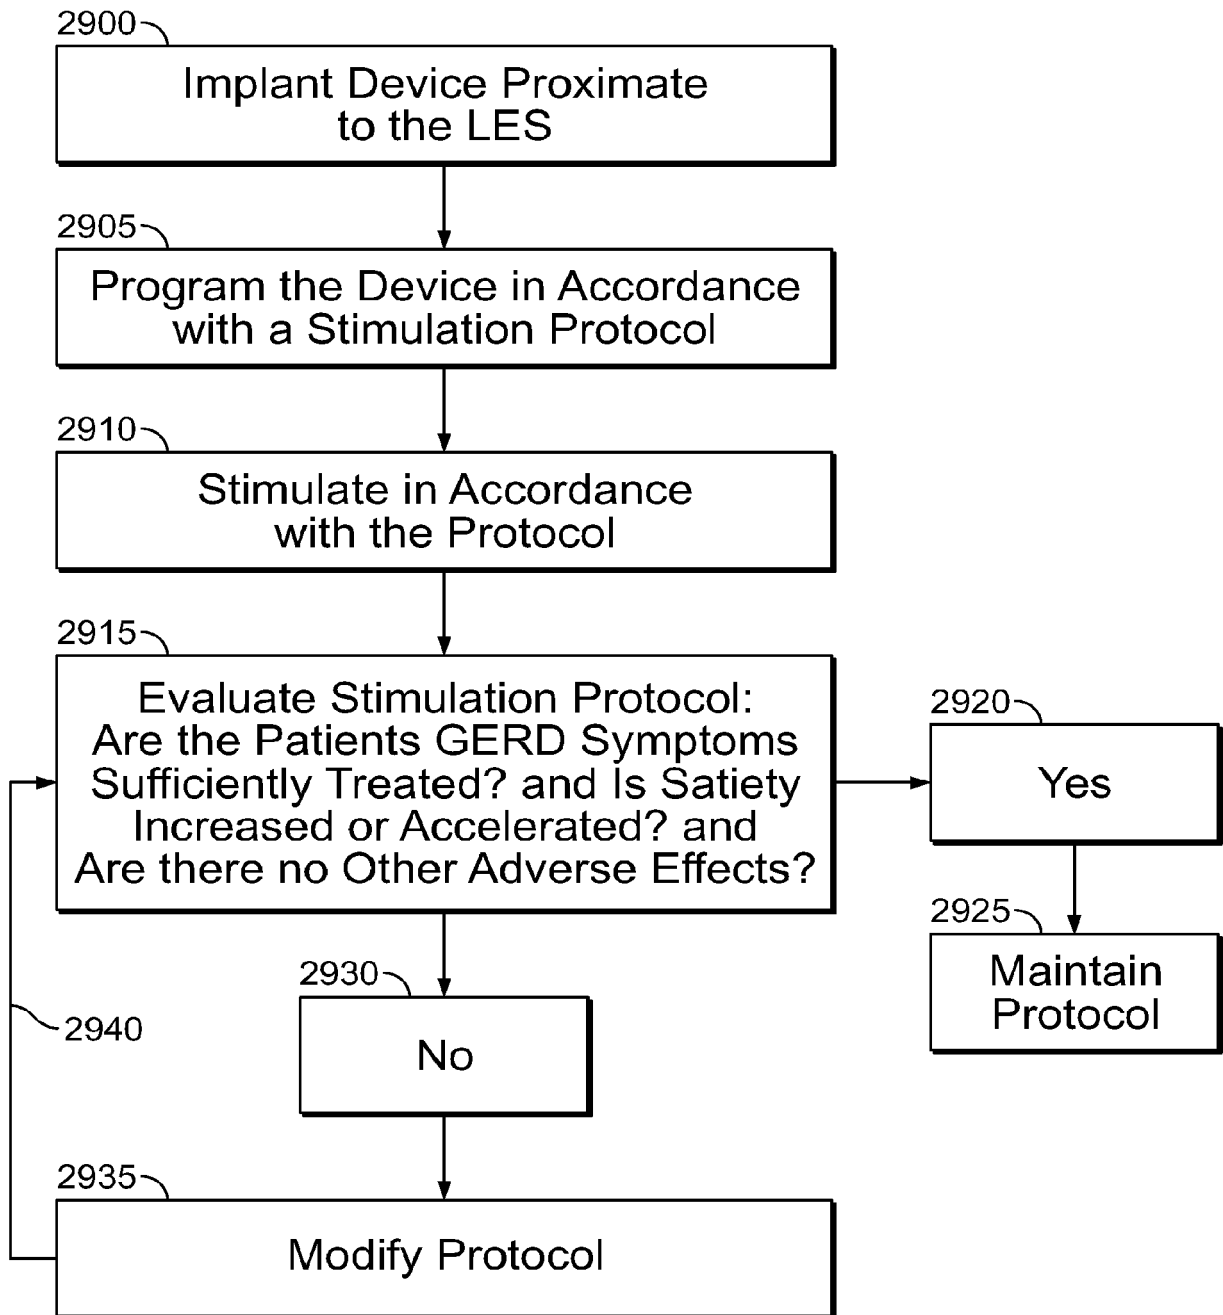 2900
Implant Device Proximate
to the LES
2905
Program the Device in Accordance
with a Stimulation Protocol
2910
Stimulate in Accordance
with the Protocol
2915
Evaluate Stimulation Protocol:
Are the Patients GERD Symptoms
Sufficiently Treated? and Is Satiety
Increased or Accelerated? and
Are there no Other Adverse Effects?
2920
Yes
2925
Maintain
Protocol
2930
No
2940
2935
Modify Protocol